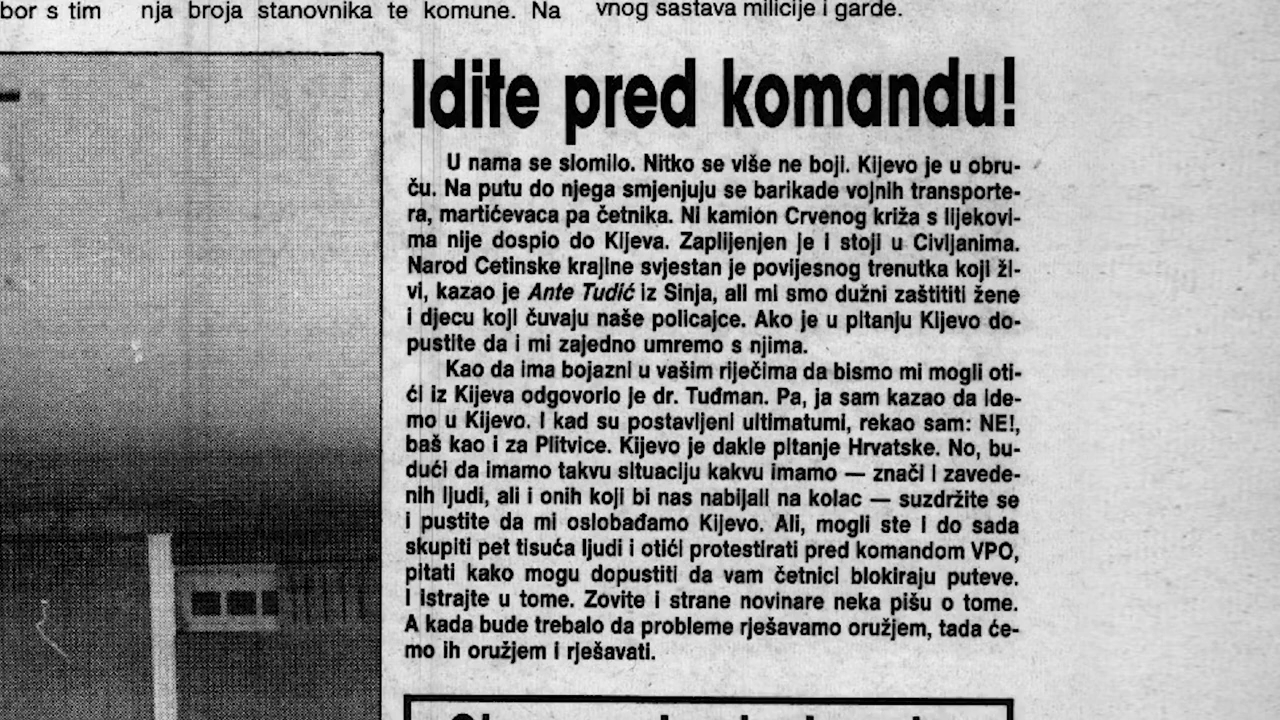 bor s tim
nja broja stanovnika te komune. Na
vnog sastava milicije i garde.
Idite pred komandu!
U nama se slomilo. Nitko se više ne boji. Kijevo je u obru-
ču. Na putu do njega smjenjuju se barikade vojnih transporte-
ra, martićevaca pa četnika. Ni kamion Crvenog križa s lijekovi-
ma nije dospio do Kijeva. Zaplijenjen je i stoji u Civljanima.
Narod Cetinske krajine svjestan je povijesnog trenutka koji ži-
vi, kazao je Ante Tudić iz Sinja, ali mi smo dužni zaštititi žene
i djecu koji čuvaju naše policajce. Ako je u pitanju Kijevo do-
pustite da i mi zajedno umremo s njima.
Kao da ima bojazni u vašim riječima da bismo mi mogli oti-
ći iz Kijeva odgovorio je dr. Tuđman. Pa, ja sam kazao da ide-
mo u Kijevo. I kad su postavljeni ultimatumi, rekao sam: NE!,
baš kao i za Plitvice. Kijevo je dakle pitanje Hrvatske. No, bu-
dući da imamo takvu situaciju kakvu imamo — znači i zavede-
nih ljudi, ali i onih koji bi nas nabijali na kolac — suzdržite se
i pustite da mi oslobađamo Kijevo. Ali, mogli ste i do sada
skupiti pet tisuća ljudi i otići protestirati pred komandom VPO,
pitati kako mogu dopustiti da vam četnici blokiraju puteve.
I istrajte u tome. Zovite i strane novinare neka pišu o tome.
A kada bude trebalo da probleme rješavamo oružjem, tada će-
mo ih oružjem i rješavati.